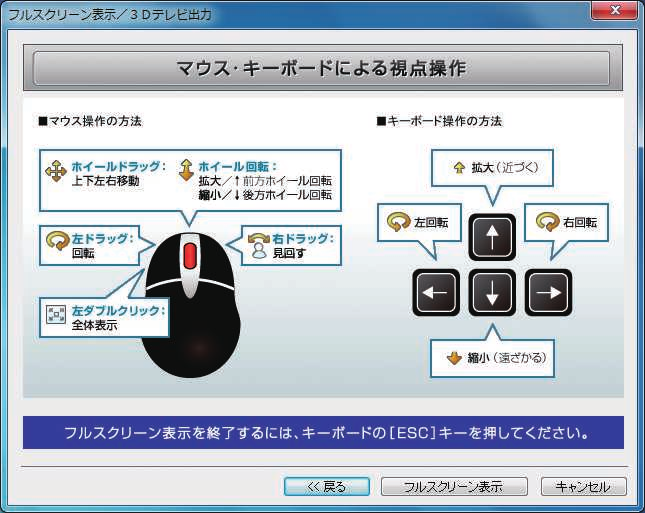 フルスクリーン表示／３Ｄテレビ出力
マウス・キーボードによる視点操作
■マウス操作の方法
ホイールドラッグ：
上下左右移動
ホイール回転：
拡大／↑前方ホイール回転
縮小／↓後方ホイール回転
左ドラッグ：
回転
右ドラッグ：
見回す
左ダブルクリック：
全体表示
■キーボード操作の方法
拡大（近づく）
左回転
右回転
↑
← ↓ →
縮小（遠ざかる）
フルスクリーン表示を終了するには、キーボードの［ESC］キーを押してください。
<< 戻る
フルスクリーン表示
キャンセル